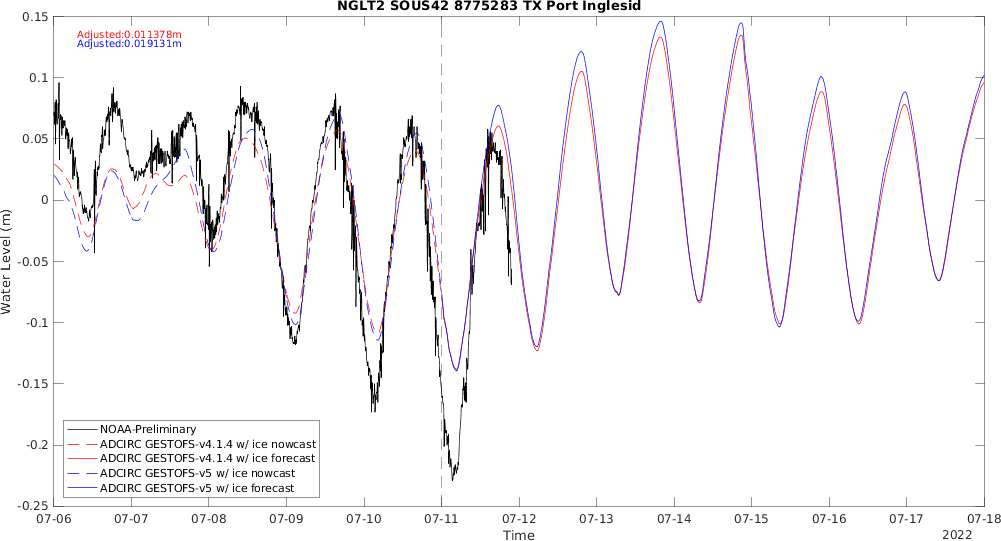 NGLT2 SOUS42 8775283 TX Port Inglesid
Adjusted:0.011378m
Adjusted:0.019131m
0.15
0.1
0.05
0
-0.05
-0.1
-0.15
-0.2
-0.25
Water Level (m)
NOAA-Preliminary
ADCIRC GESTOFS-v4.1.4 w/ ice nowcast
ADCIRC GESTOFS-v4.1.4 w/ ice forecast
ADCIRC GESTOFS-v5 w/ ice nowcast
ADCIRC GESTOFS-v5 w/ ice forecast
07-06 07-07 07-08 07-09 07-10 07-11 07-12 07-13 07-14 07-15 07-16 07-17 07-18
Time
2022